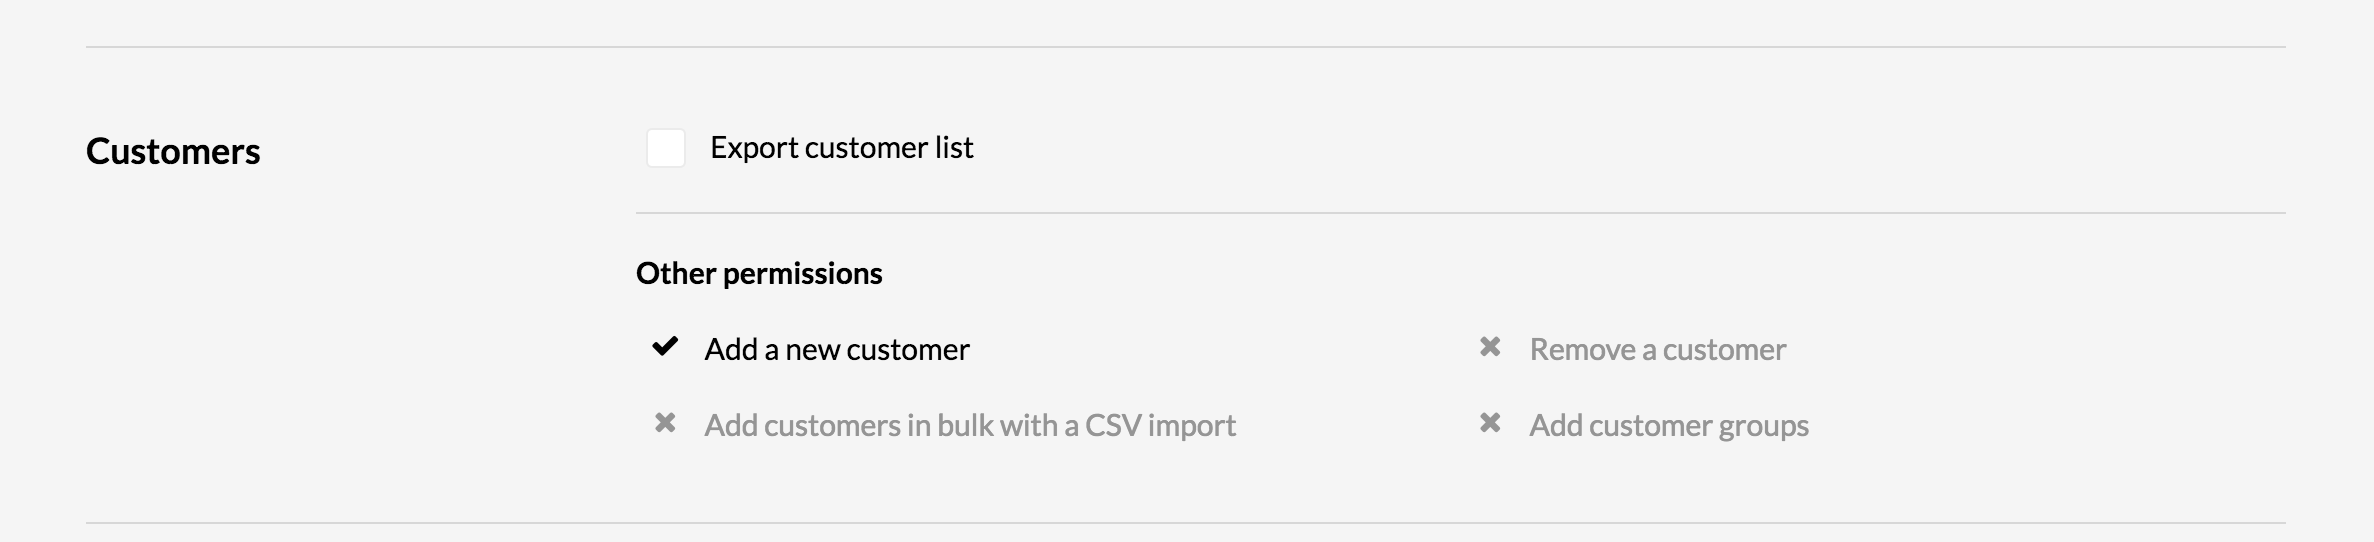 Customers
Export customer list
Other permissions
Add a new customer
Remove a customer
Add customers in bulk with a CSV import
Add customer groups